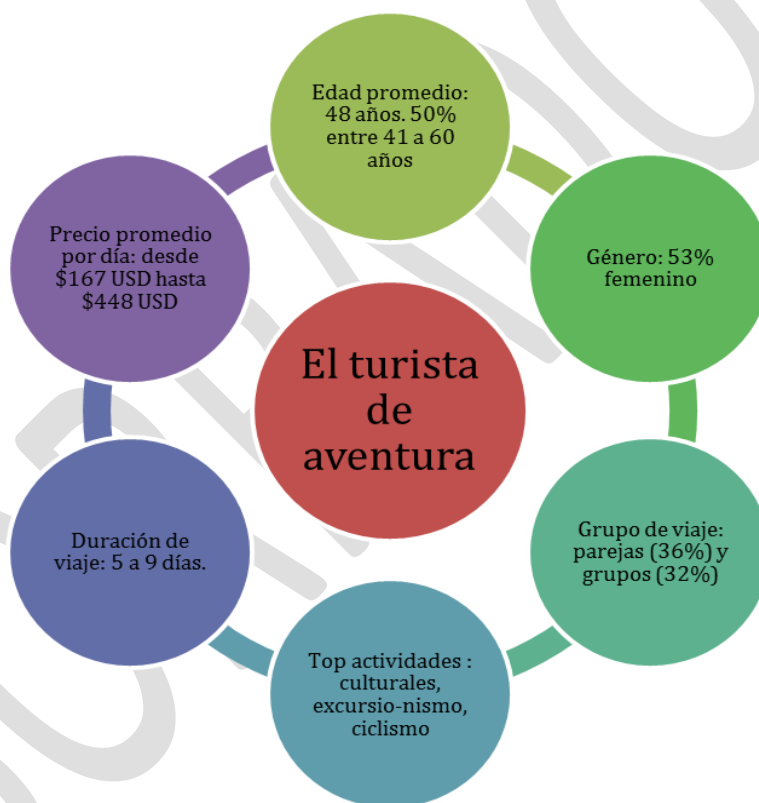 Edad promedio:
48 años. 50%
entre 41 a 60
años
Género: 53%
femenino
Grupo de viaje:
parejas (36%) y
grupos (32%)
Top actividades :
culturales,
excursio-nismo,
ciclismo
Duración de
viaje: 5 a 9 días.
Precio promedio
por día: desde
$167 USD hasta
$448 USD
El turista
de
aventura